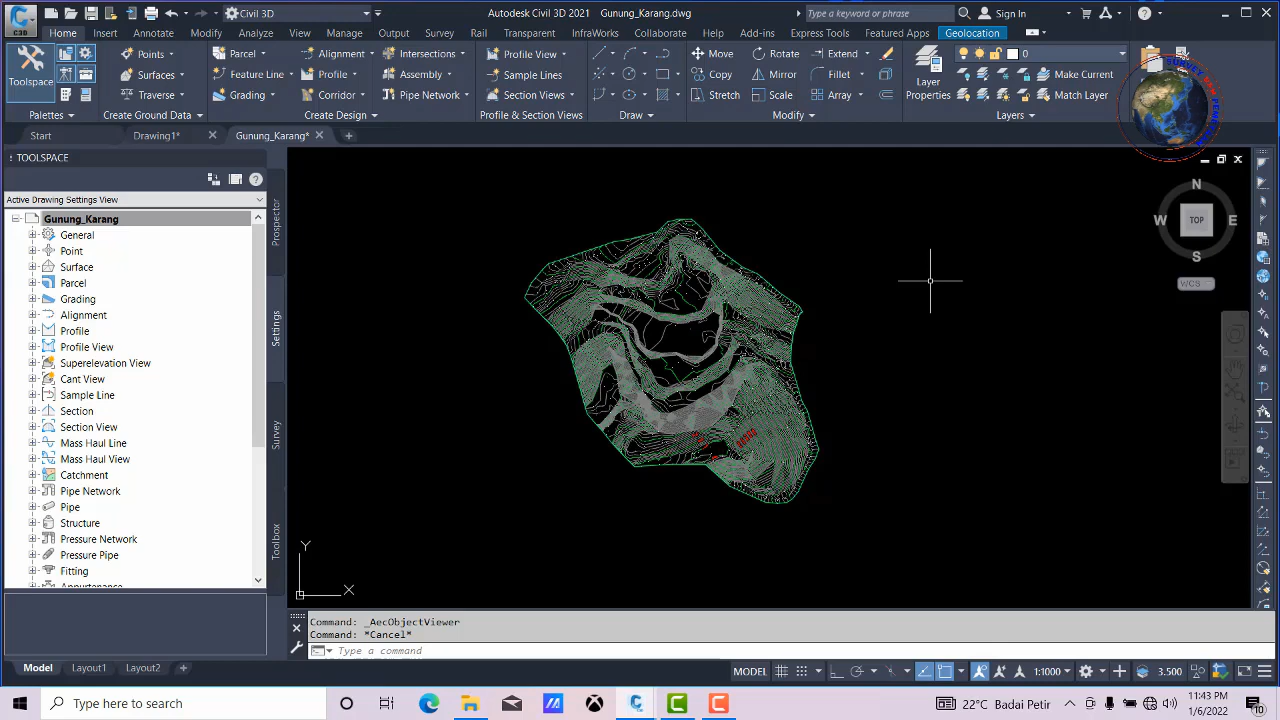 C3D
Civil 3D
Share
Autodesk Civil 3D 2021 Gunung_Karang.dwg
Type a keyword or phrase
Sign In
Home Insert Annotate Modify Analyze View Manage Output Survey Rail Transparent InfraWorks Collaborate Help Add-ins Express Tools Featured Apps Geolocation
Toolspace
Points
Surfaces
Traverse
Parcel
Feature Line
Grading
Alignment
Profile
Corridor
Intersections
Assembly
Pipe Network
Profile View
Sample Lines
Section Views
Move
Copy
Stretch
Rotate
Mirror
Scale
Extend
Fillet
Array
Layer
Properties
0
Make Current
Match Layer
Palettes
Create Ground Data
Create Design
Profile & Section Views
Draw
Modify
Layers
Start
Drawing1*
Gunung_Karang*
TOOLSPACE
Active Drawing Settings View
Gunung_Karang
General
Point
Surface
Parcel
Grading
Alignment
Profile
Profile View
Superelevation View
Cant View
Sample Line
Section
Section View
Mass Haul Line
Mass Haul View
Catchment
Pipe Network
Pipe
Structure
Pressure Network
Pressure Pipe
Fitting
Appurtenance
Prospector
Settings
Survey
Toolbox
N
W
TOP
E
S
WCS
Y
X
Command: _AecObjectViewer
Command: *Cancel*
Type a command
Model
Layout1
Layout2
MODEL
1:1000
3.500
Type here to search
22°C Badai Petir
11:43 PM
1/6/2022
10